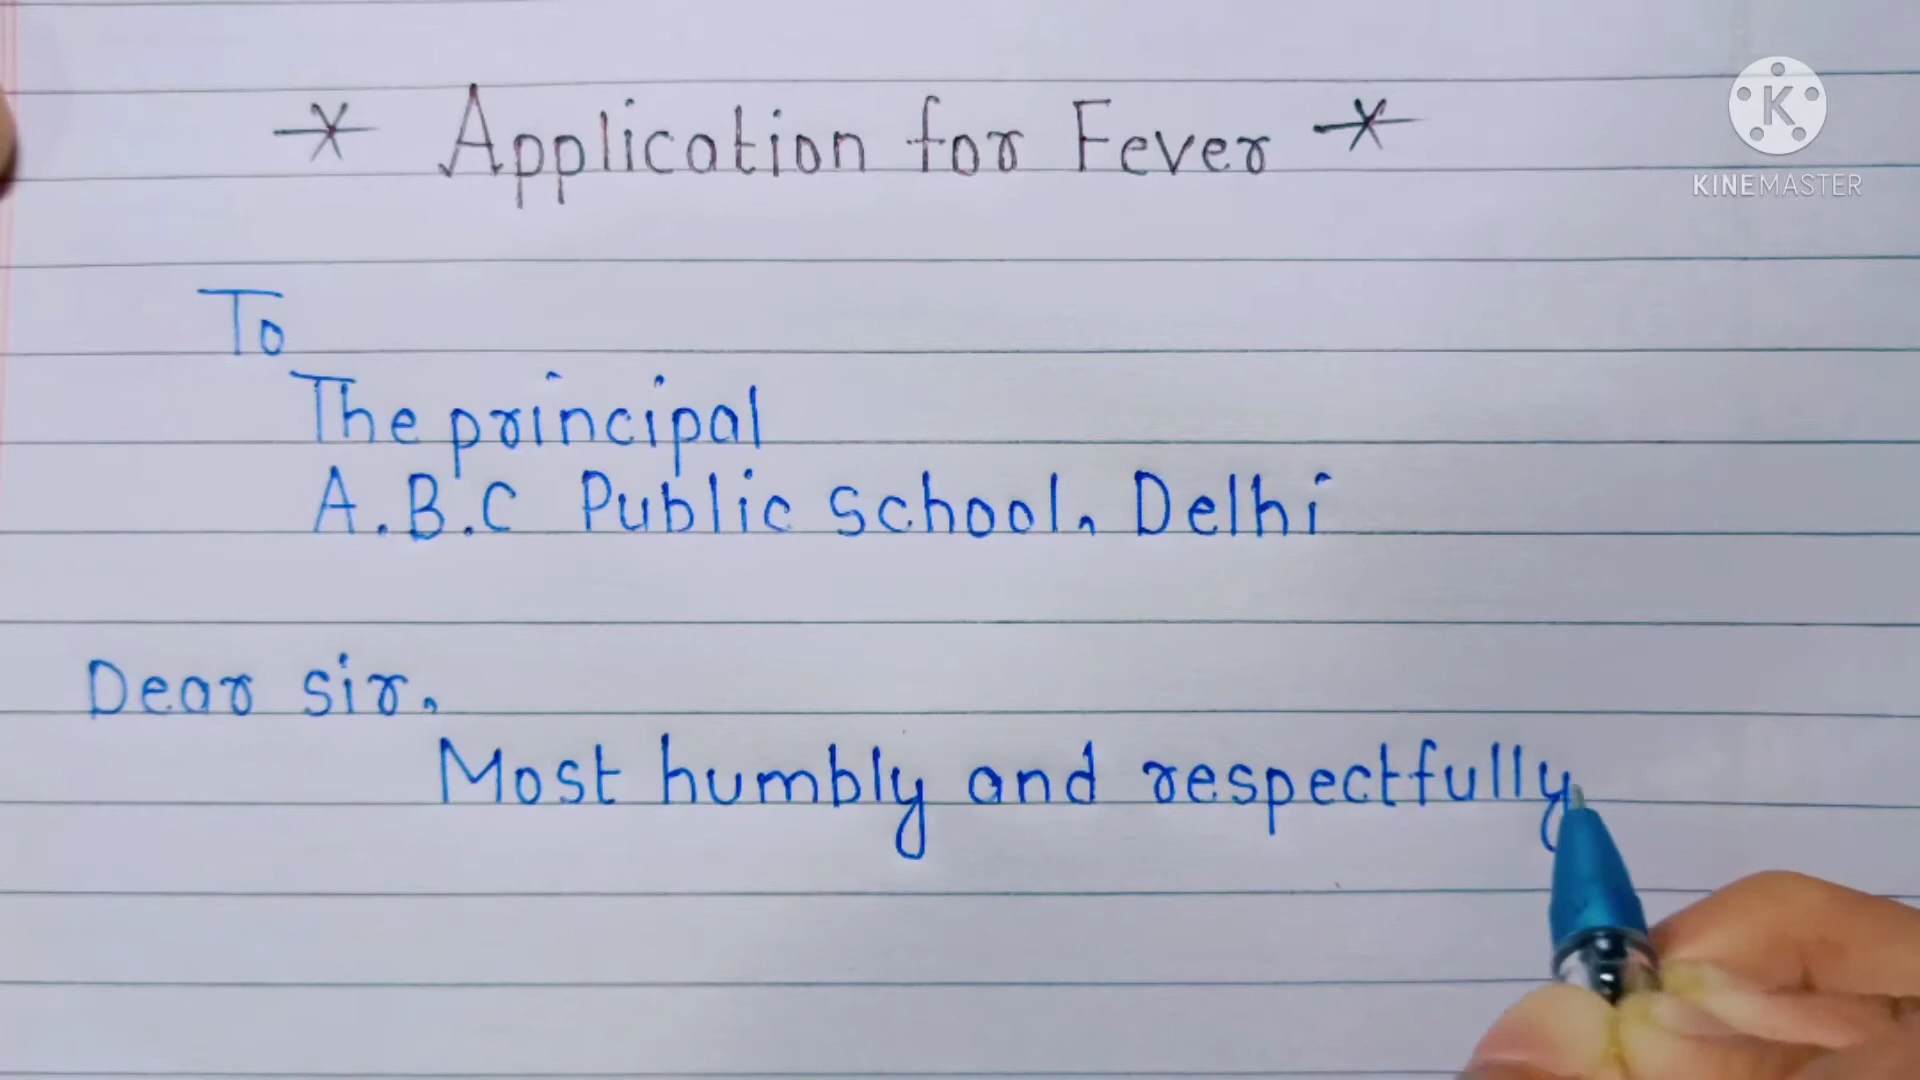 * Application for Fever *
K
KINEMASTER
To
The principal
A.B.C Public school, Delhi
Dear sir,
Most humbly and respectfully